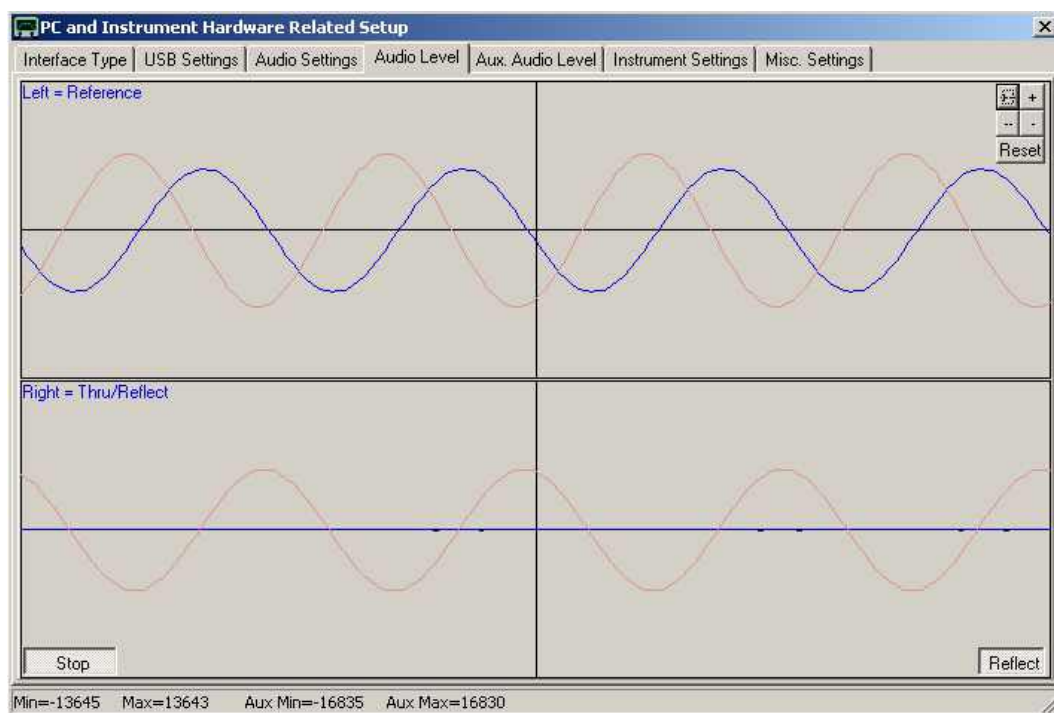 PC and Instrument Hardware Related Setup
Interface Type USB Settings Audio Settings Audio Level Aux. Audio Level Instrument Settings Misc. Settings
Left = Reference
+
-- -
Reset
Right = Thru/Reflect
Stop Reflect
Min=-13645 Max=13643 Aux Min=-16835 Aux Max=16830